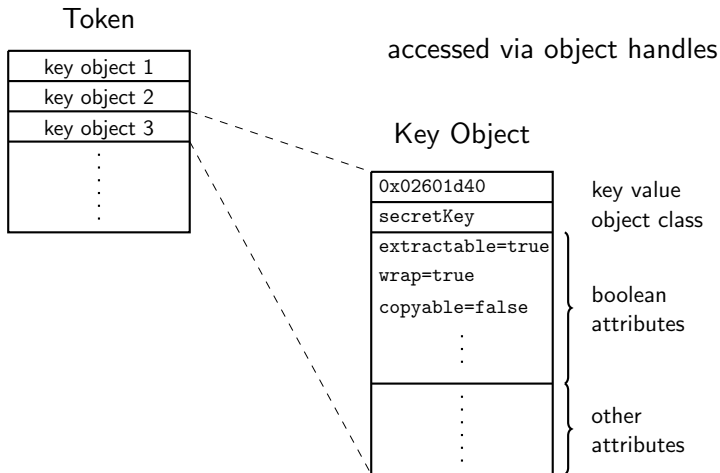 Token
key object 1
key object 2
key object 3
accessed via object handles
Key Object
0x02601d40
secretKey
extractable=true
wrap=true
copyable=false
key value
object class
boolean
attributes
other
attributes